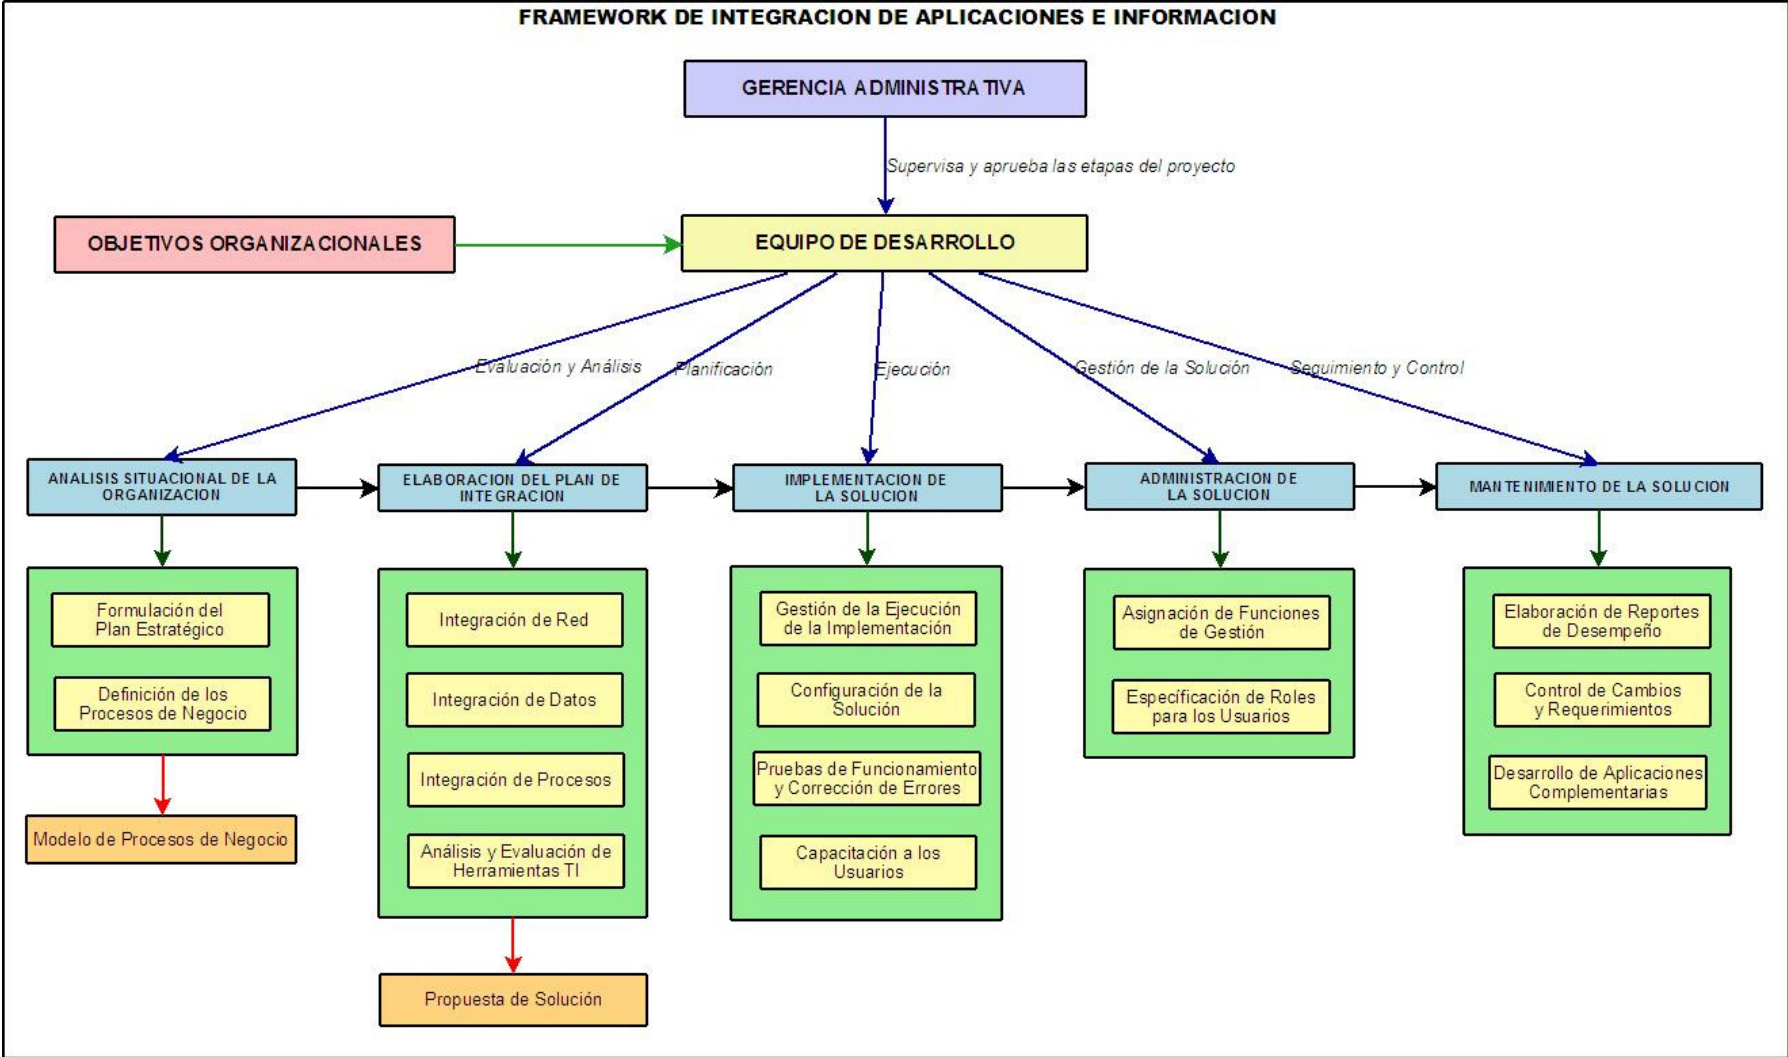 FRAMEWORK DE INTEGRACION DE APLICACIONES E INFORMACION
GERENCIA ADMINISTRATIVA
Supervisa y aprueba las etapas del proyecto
OBJETIVOS ORGANIZACIONALES
EQUIPO DE DESARROLLO
Evaluación y Análisis
Planificación
Ejecución
Gestión de la Solución
Seguimiento y Control
ANALISIS SITUACIONAL DE LA
ORGANIZACION
ELABORACION DEL PLAN DE
INTEGRACION
IMPLEMENTACION DE
LA SOLUCION
ADMINISTRACION DE
LA SOLUCION
MANTENIMIENTO DE LA SOLUCION
Formulación del
Plan Estratégico
Definición de los
Procesos de Negocio
Modelo de Procesos de Negocio
Integración de Red
Integración de Datos
Integración de Procesos
Análisis y Evaluación de
Herramientas TI
Propuesta de Solución
Gestión de la Ejecución
de la Implementación
Configuración de la
Solución
Pruebas de Funcionamiento
y Corrección de Errores
Capacitación a los
Usuarios
Asignación de Funciones
de Gestión
Específicación de Roles
para los Usuarios
Elaboración de Reportes
de Desempeño
Control de Cambios
y Requerimientos
Desarrollo de Aplicaciones
Complementarias